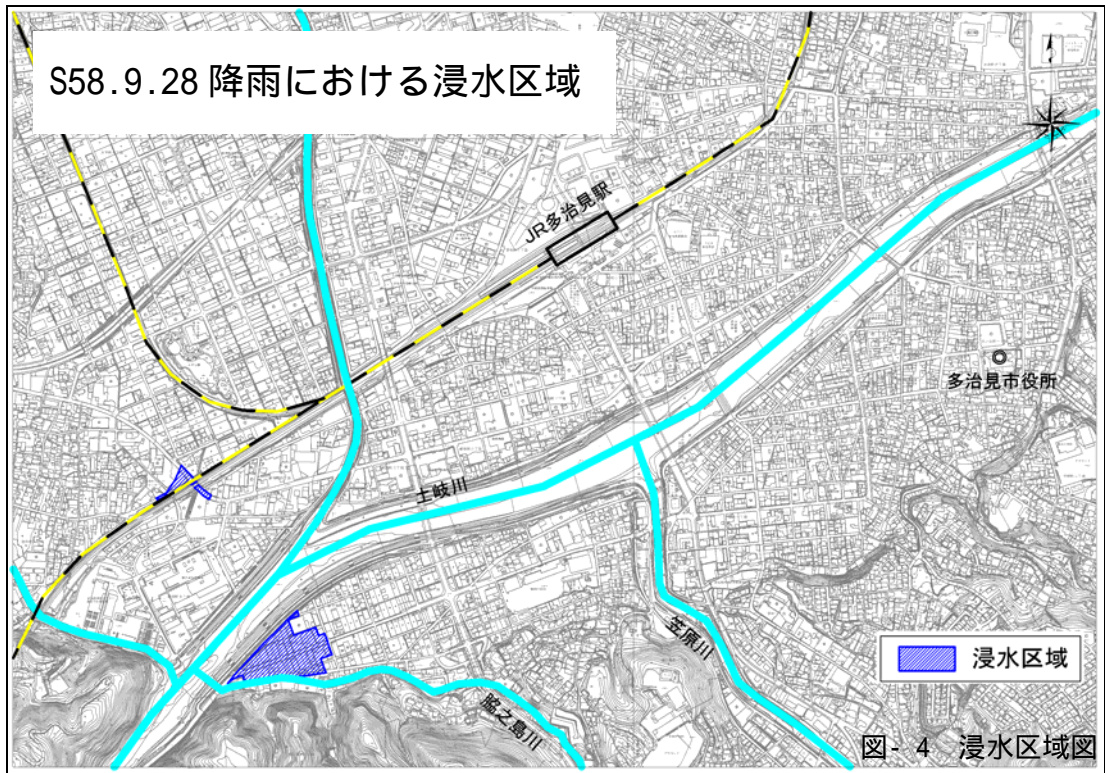 S58.9.28 降雨における浸水区域
JR多治見駅
多治見市役所
土岐川
笠原川
浸水区域
脇之島川
図- 4 浸水区域図